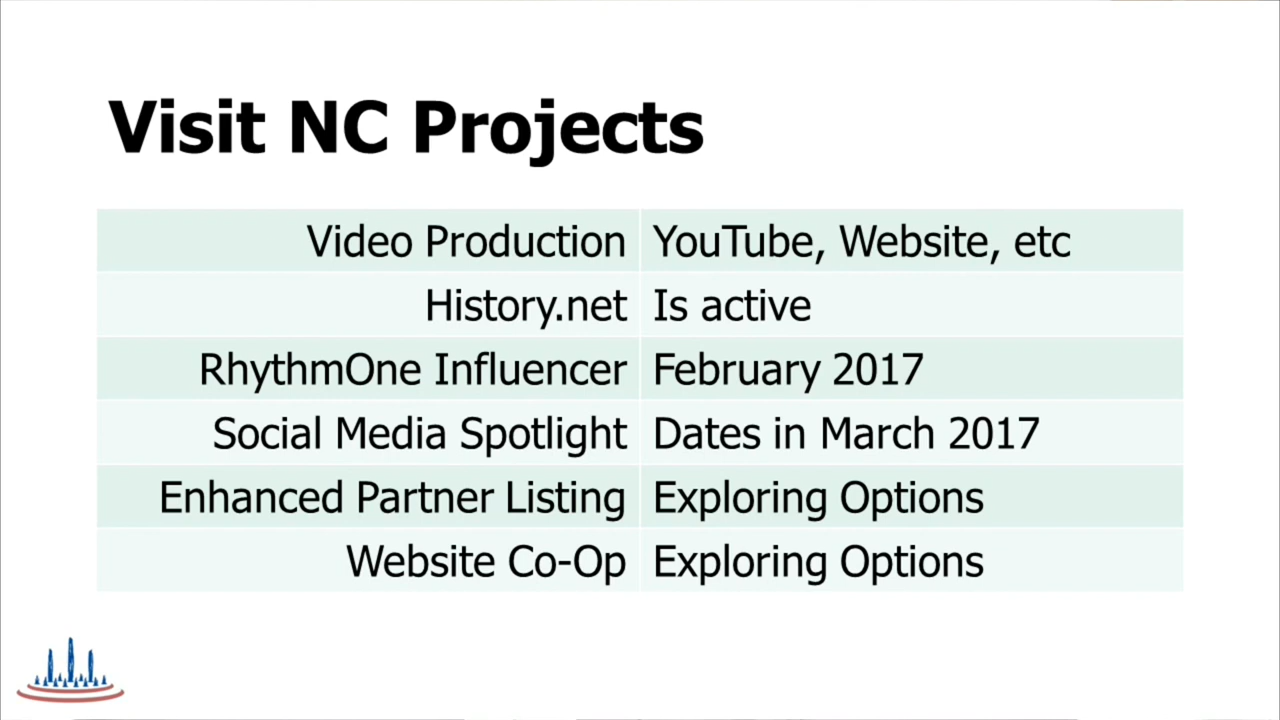 Visit NC Projects
Video Production YouTube, Website, etc
History.net Is active
RhythmOne Influencer February 2017
Social Media Spotlight Dates in March 2017
Enhanced Partner Listing Exploring Options
Website Co-Op Exploring Options